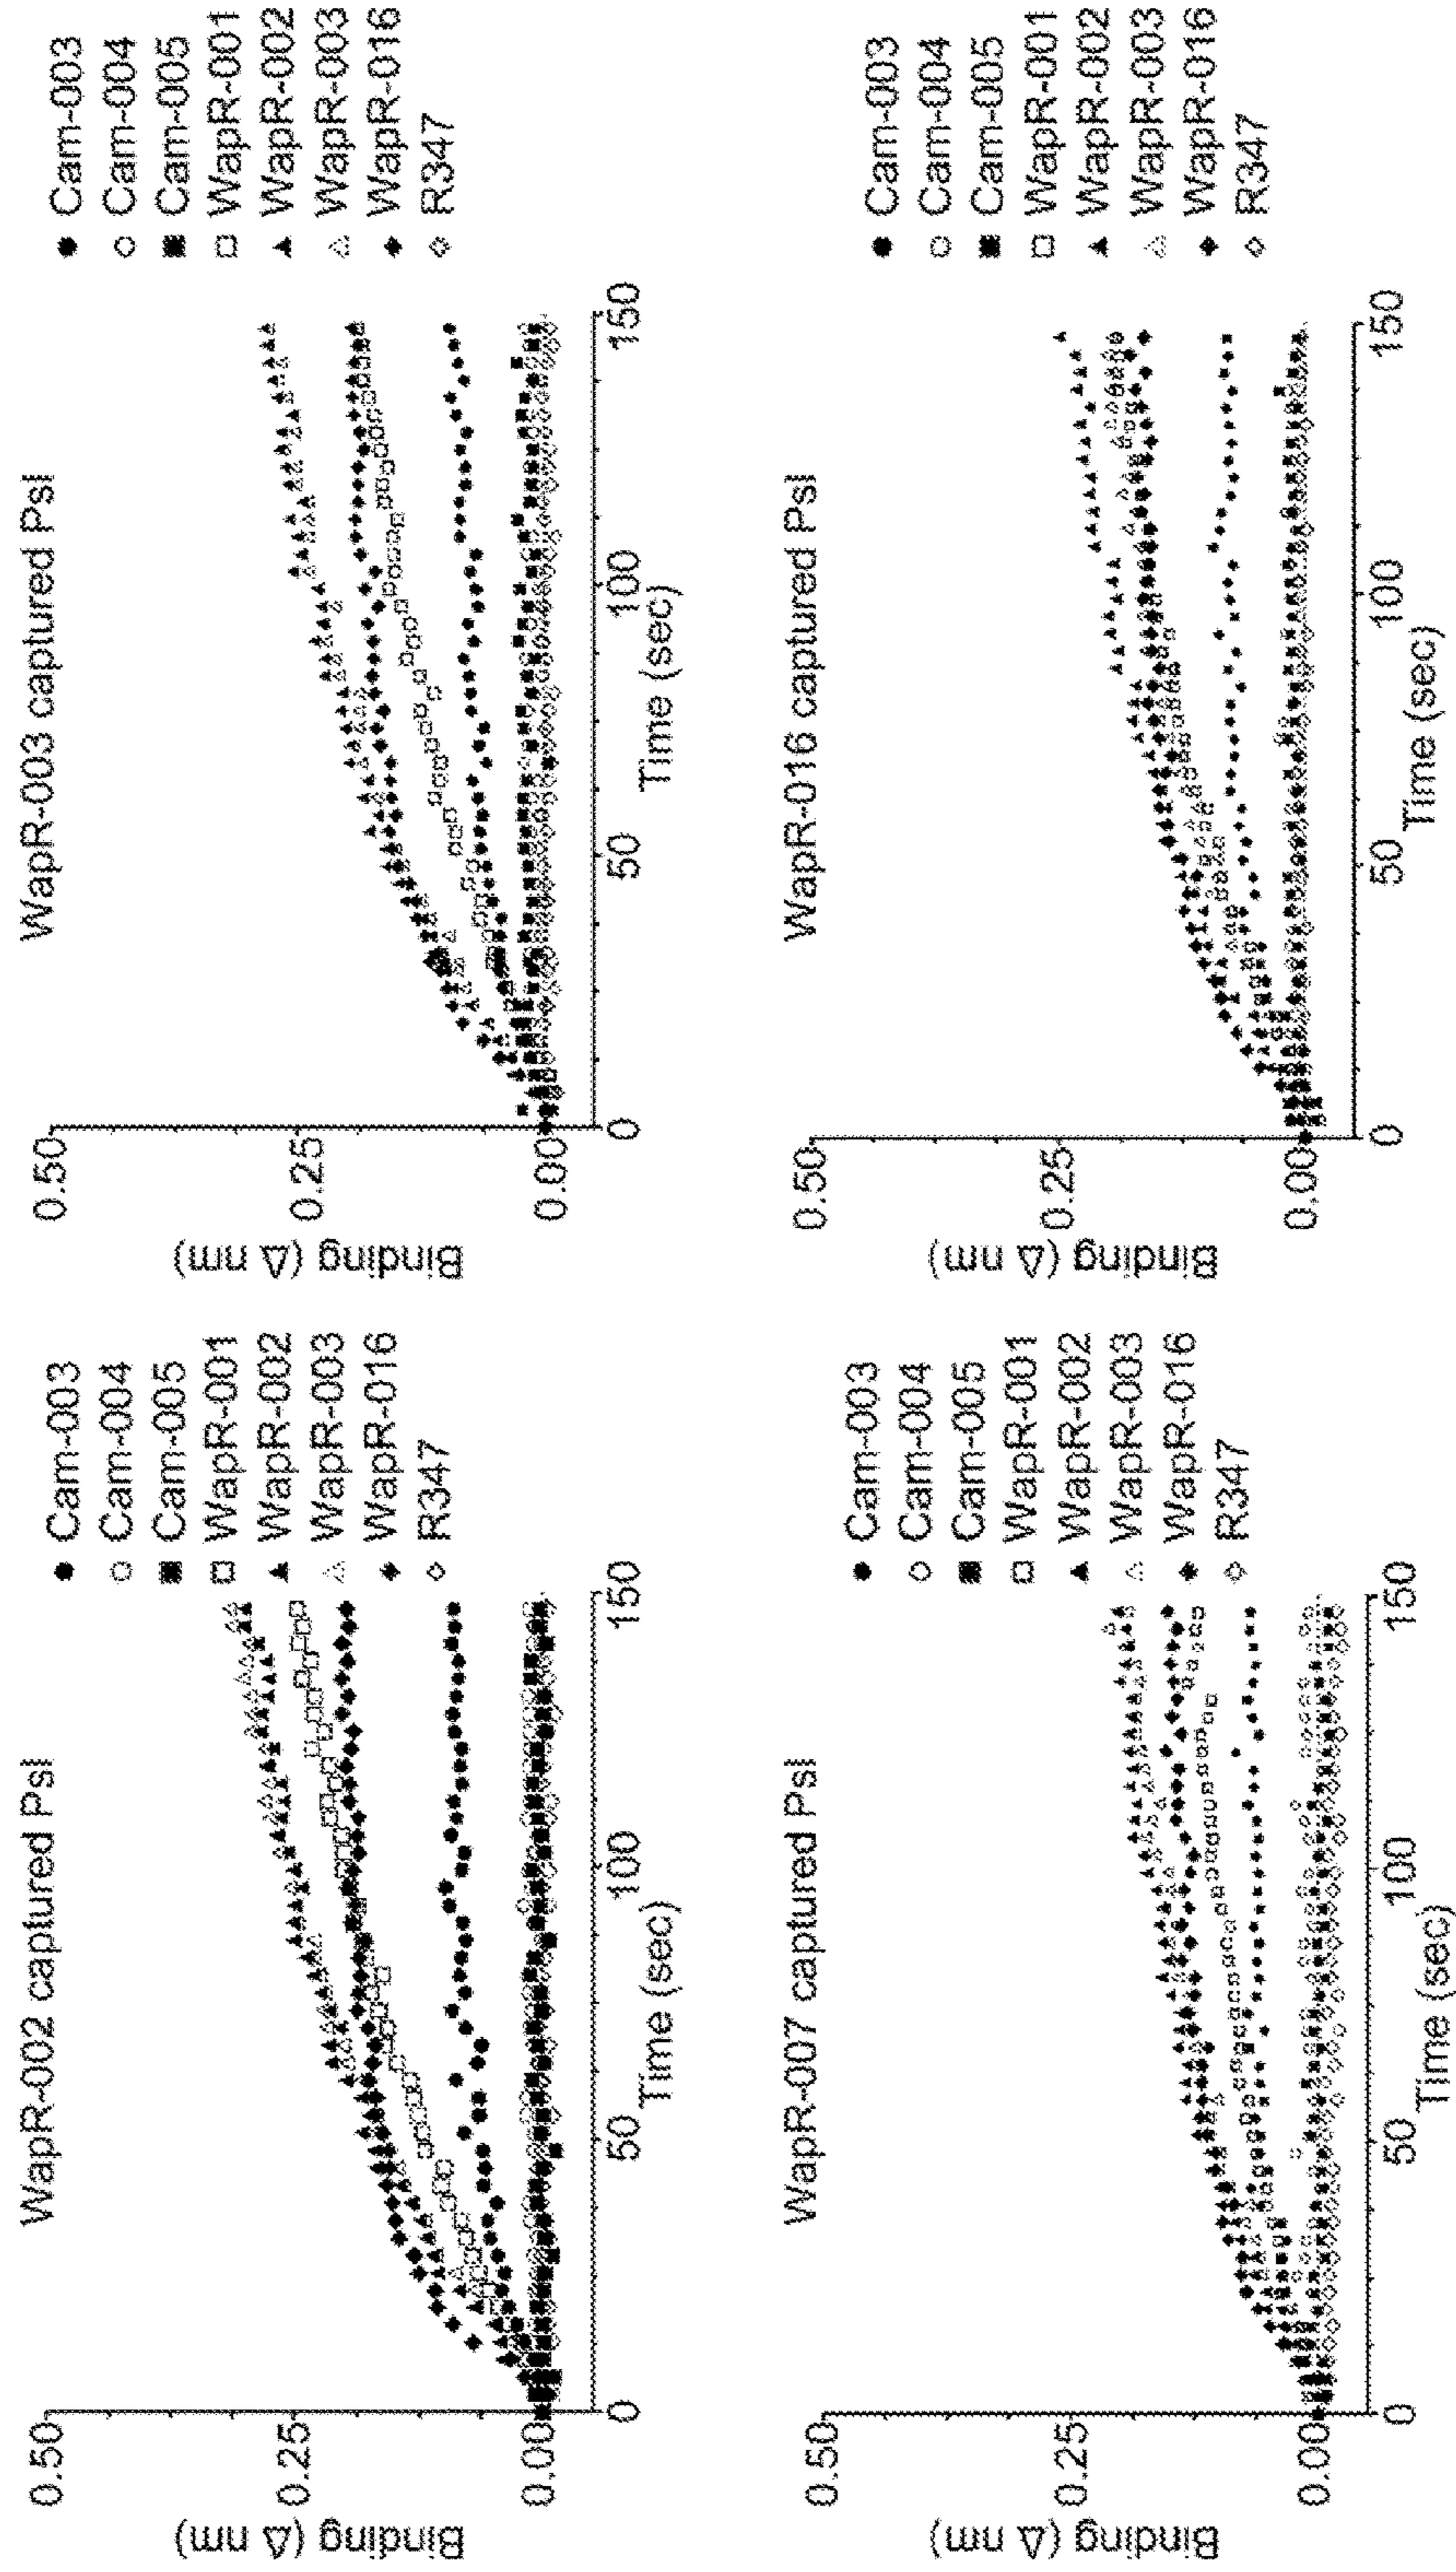 WapR-002 captured Psl
Binding (Δ nm)
0.50
0.25
0.00
0
50
100
150
Time (sec)
Cam-003
Cam-004
Cam-005
WapR-001
WapR-002
WapR-003
WapR-016
R347
WapR-003 captured Psl
Binding (Δ nm)
0.50
0.25
0.00
0
50
100
150
Time (sec)
Cam-003
Cam-004
Cam-005
WapR-001
WapR-002
WapR-003
WapR-016
R347
WapR-007 captured Psl
Binding (Δ nm)
0.50
0.25
0.00
0
50
100
150
Time (sec)
Cam-003
Cam-004
Cam-005
WapR-001
WapR-002
WapR-003
WapR-016
R347
WapR-016 captured Psl
Binding (Δ nm)
0.50
0.25
0.00
0
50
100
150
Time (sec)
Cam-003
Cam-004
Cam-005
WapR-001
WapR-002
WapR-003
WapR-016
R347